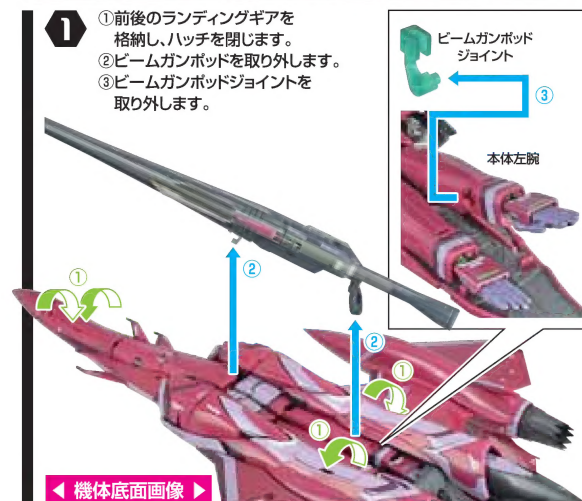 1
①前後のランディングギアを
格納し、ハッチを閉じます。
②ビームガンポッドを取り外します。
③ビームガンポッドジョイントを
取り外します。
ビームガンポッド
ジョイント
③
本体左腕
①
②
②
①
①
◀ 機体底面画像 ▶